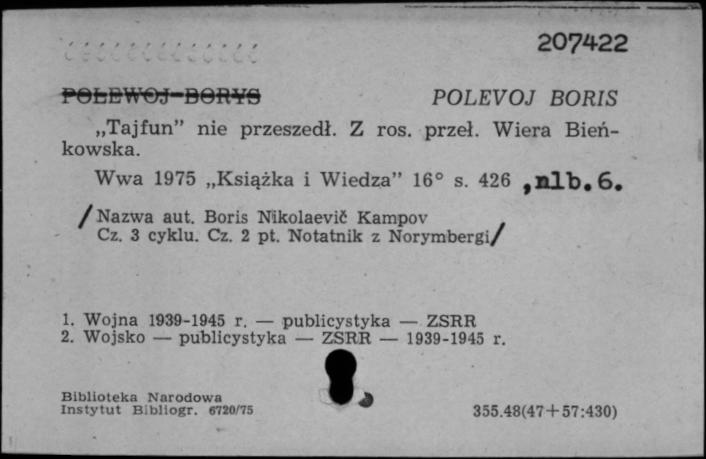 207422
POLEWOJ BORYS
POLEVOJ BORIS
„Tajfun” nie przeszedł. Z ros. przeł. Wiera Bień-
kowska.
Wwa 1975 „Książka i Wiedza” 16° s. 426 , nlb. 6.
/ Nazwa aut. Boris Nikolaevič Kampov
Cz. 3 cyklu. Cz. 2 pt. Notatnik z Norymbergi /
1. Wojna 1939-1945 r. — publicystyka — ZSRR
2. Wojsko — publicystyka — ZSRR — 1939-1945 r.
Biblioteka Narodowa
Instytut Bibliogr. 6720/75
355.48(47+57:430)